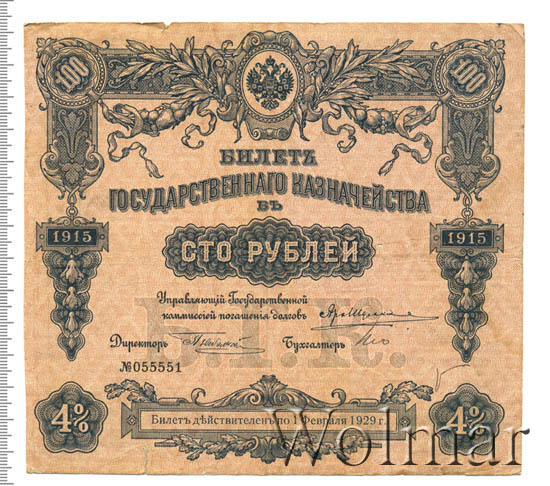 100 100
БИЛЕТЪ
ГОСУДАРСТВЕННАГО КАЗНАЧЕЙСТВА
ВЪ
1915 СТО РУБЛЕЙ 1915
Управляющій Государственной
коммиссіей погашенія долговъ
Б.Г.К.
Директоръ Бухгалтеръ
№055551
4% 4%
Билетъ дѣйствителенъ по 1 Февраля 1929 г.
Wolmar